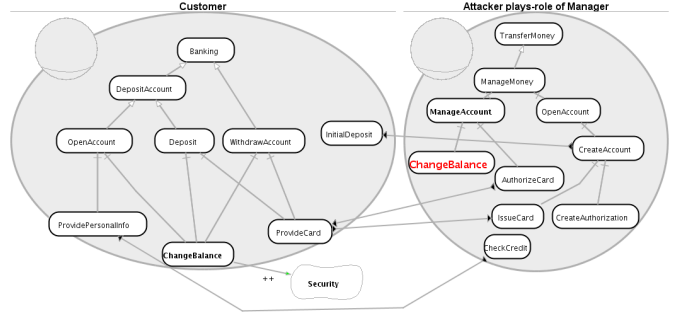 Customer
Attacker plays-role of Manager
Banking
TransferMoney
DepositAccount
ManageMoney
ManageAccount
OpenAccount
OpenAccount
Deposit
WithdrawAccount
InitialDeposit
CreateAccount
ChangeBalance
AuthorizeCard
ProvidePersonalInfo
ProvideCard
IssueCard
CreateAuthorization
ChangeBalance
CheckCredit
++
Security